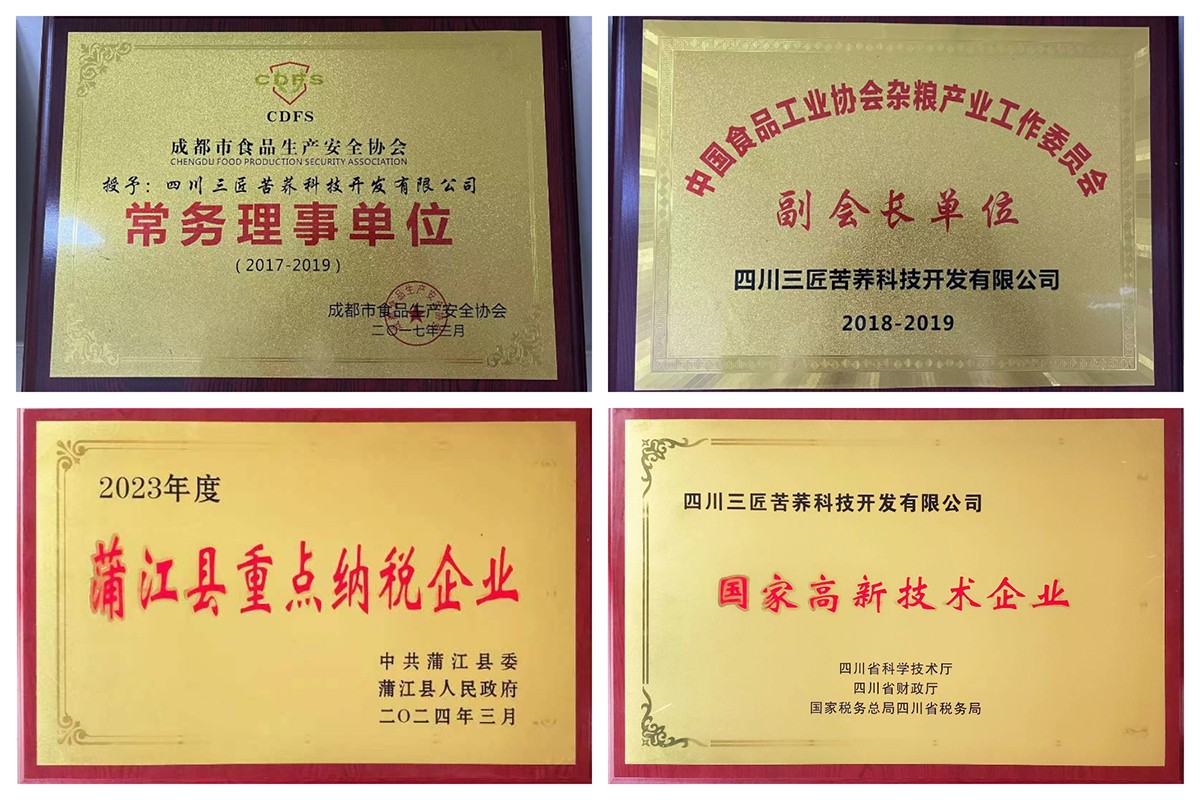 CDFS
CDFS
成都市食品生产安全协会
CHENGDU FOOD PRODUCTION SECURITY ASSOCIATION
授予：四川三匠苦荞科技开发有限公司
常务理事单位
（2017-2019）
成都市食品生产安全协会
二〇一七年三月
中国食品工业协会杂粮产业工作委员会
副会长单位
四川三匠苦荞科技开发有限公司
2018-2019
2023年度
蒲江县重点纳税企业
中共蒲江县委
蒲江县人民政府
二〇二四年三月
四川三匠苦荞科技开发有限公司
国家高新技术企业
四川省科学技术厅
四川省财政厅
国家税务总局四川省税务局